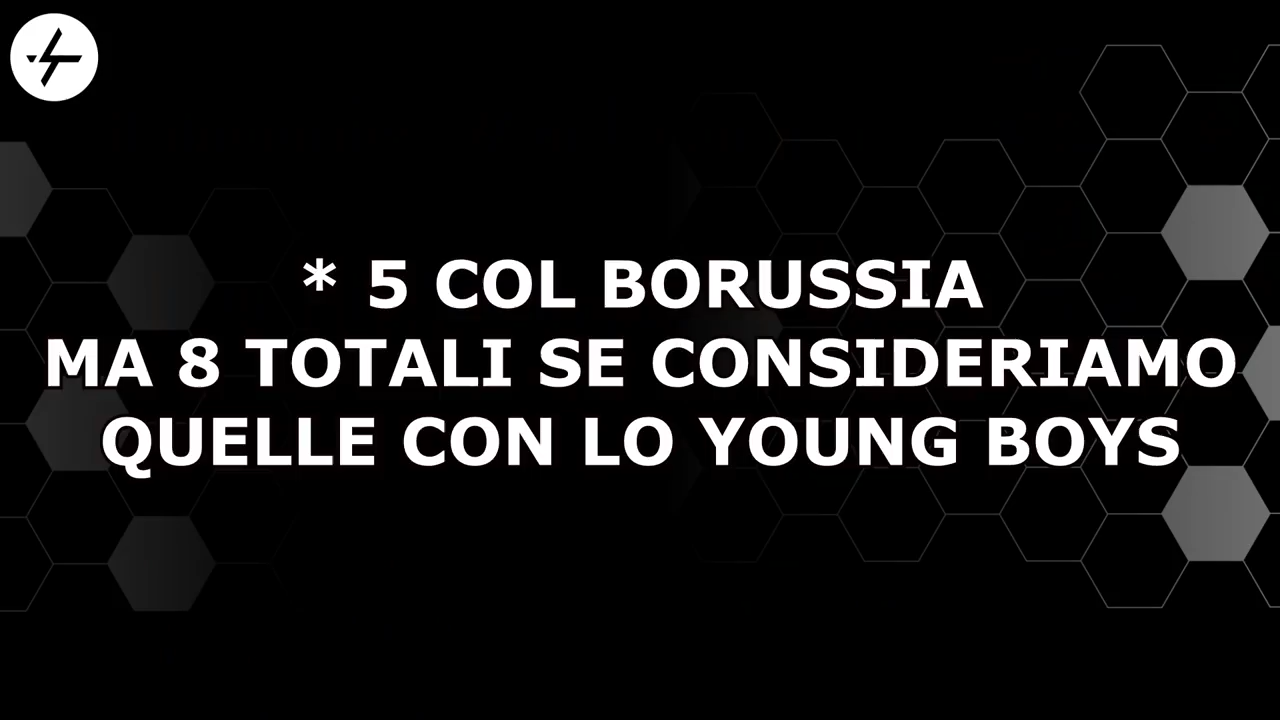 * 5 COL BORUSSIA
MA 8 TOTALI SE CONSIDERIAMO
QUELLE CON LO YOUNG BOYS